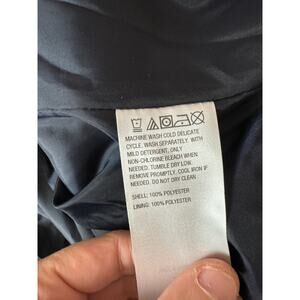 MACHINE WASH COLD DELICATE
CYCLE. WASH SEPARATELY. WITH
MILD DETERGENT, ONLY
NON-CHLORINE BLEACH WHEN
NEEDED. TUMBLE DRY LOW.
REMOVE PROMPTLY, COOL IRON IF
NEEDED. DO NOT DRY CLEAN
SHELL: 100% POLYESTER
LINING: 100% POLYESTER